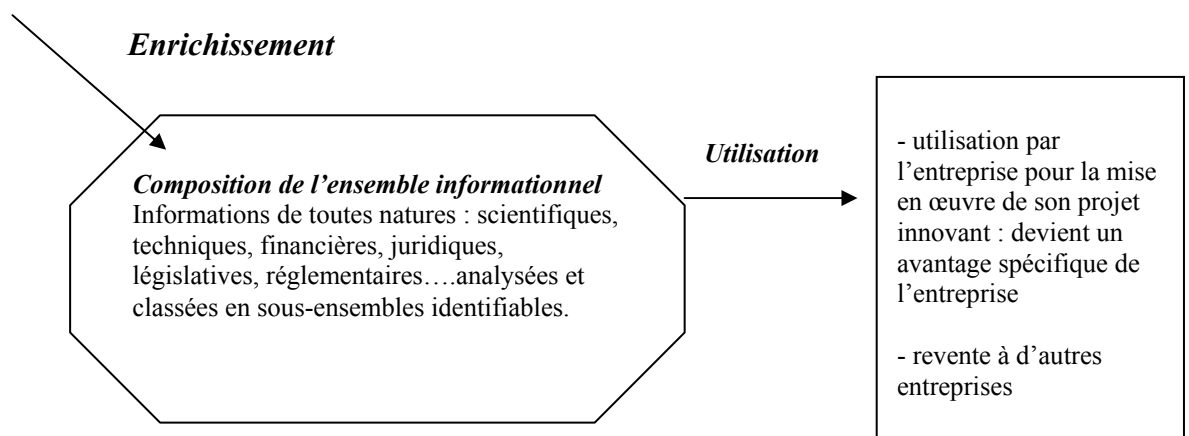 Enrichissement
Composition de l’ensemble informationnel
Informations de toutes natures : scientifiques,
techniques, financières, juridiques,
législatives, réglementaires….analysées et
classées en sous-ensembles identifiables.
Utilisation
- utilisation par
l’entreprise pour la mise
en œuvre de son projet
innovant : devient un
avantage spécifique de
l’entreprise
- revente à d’autres
entreprises